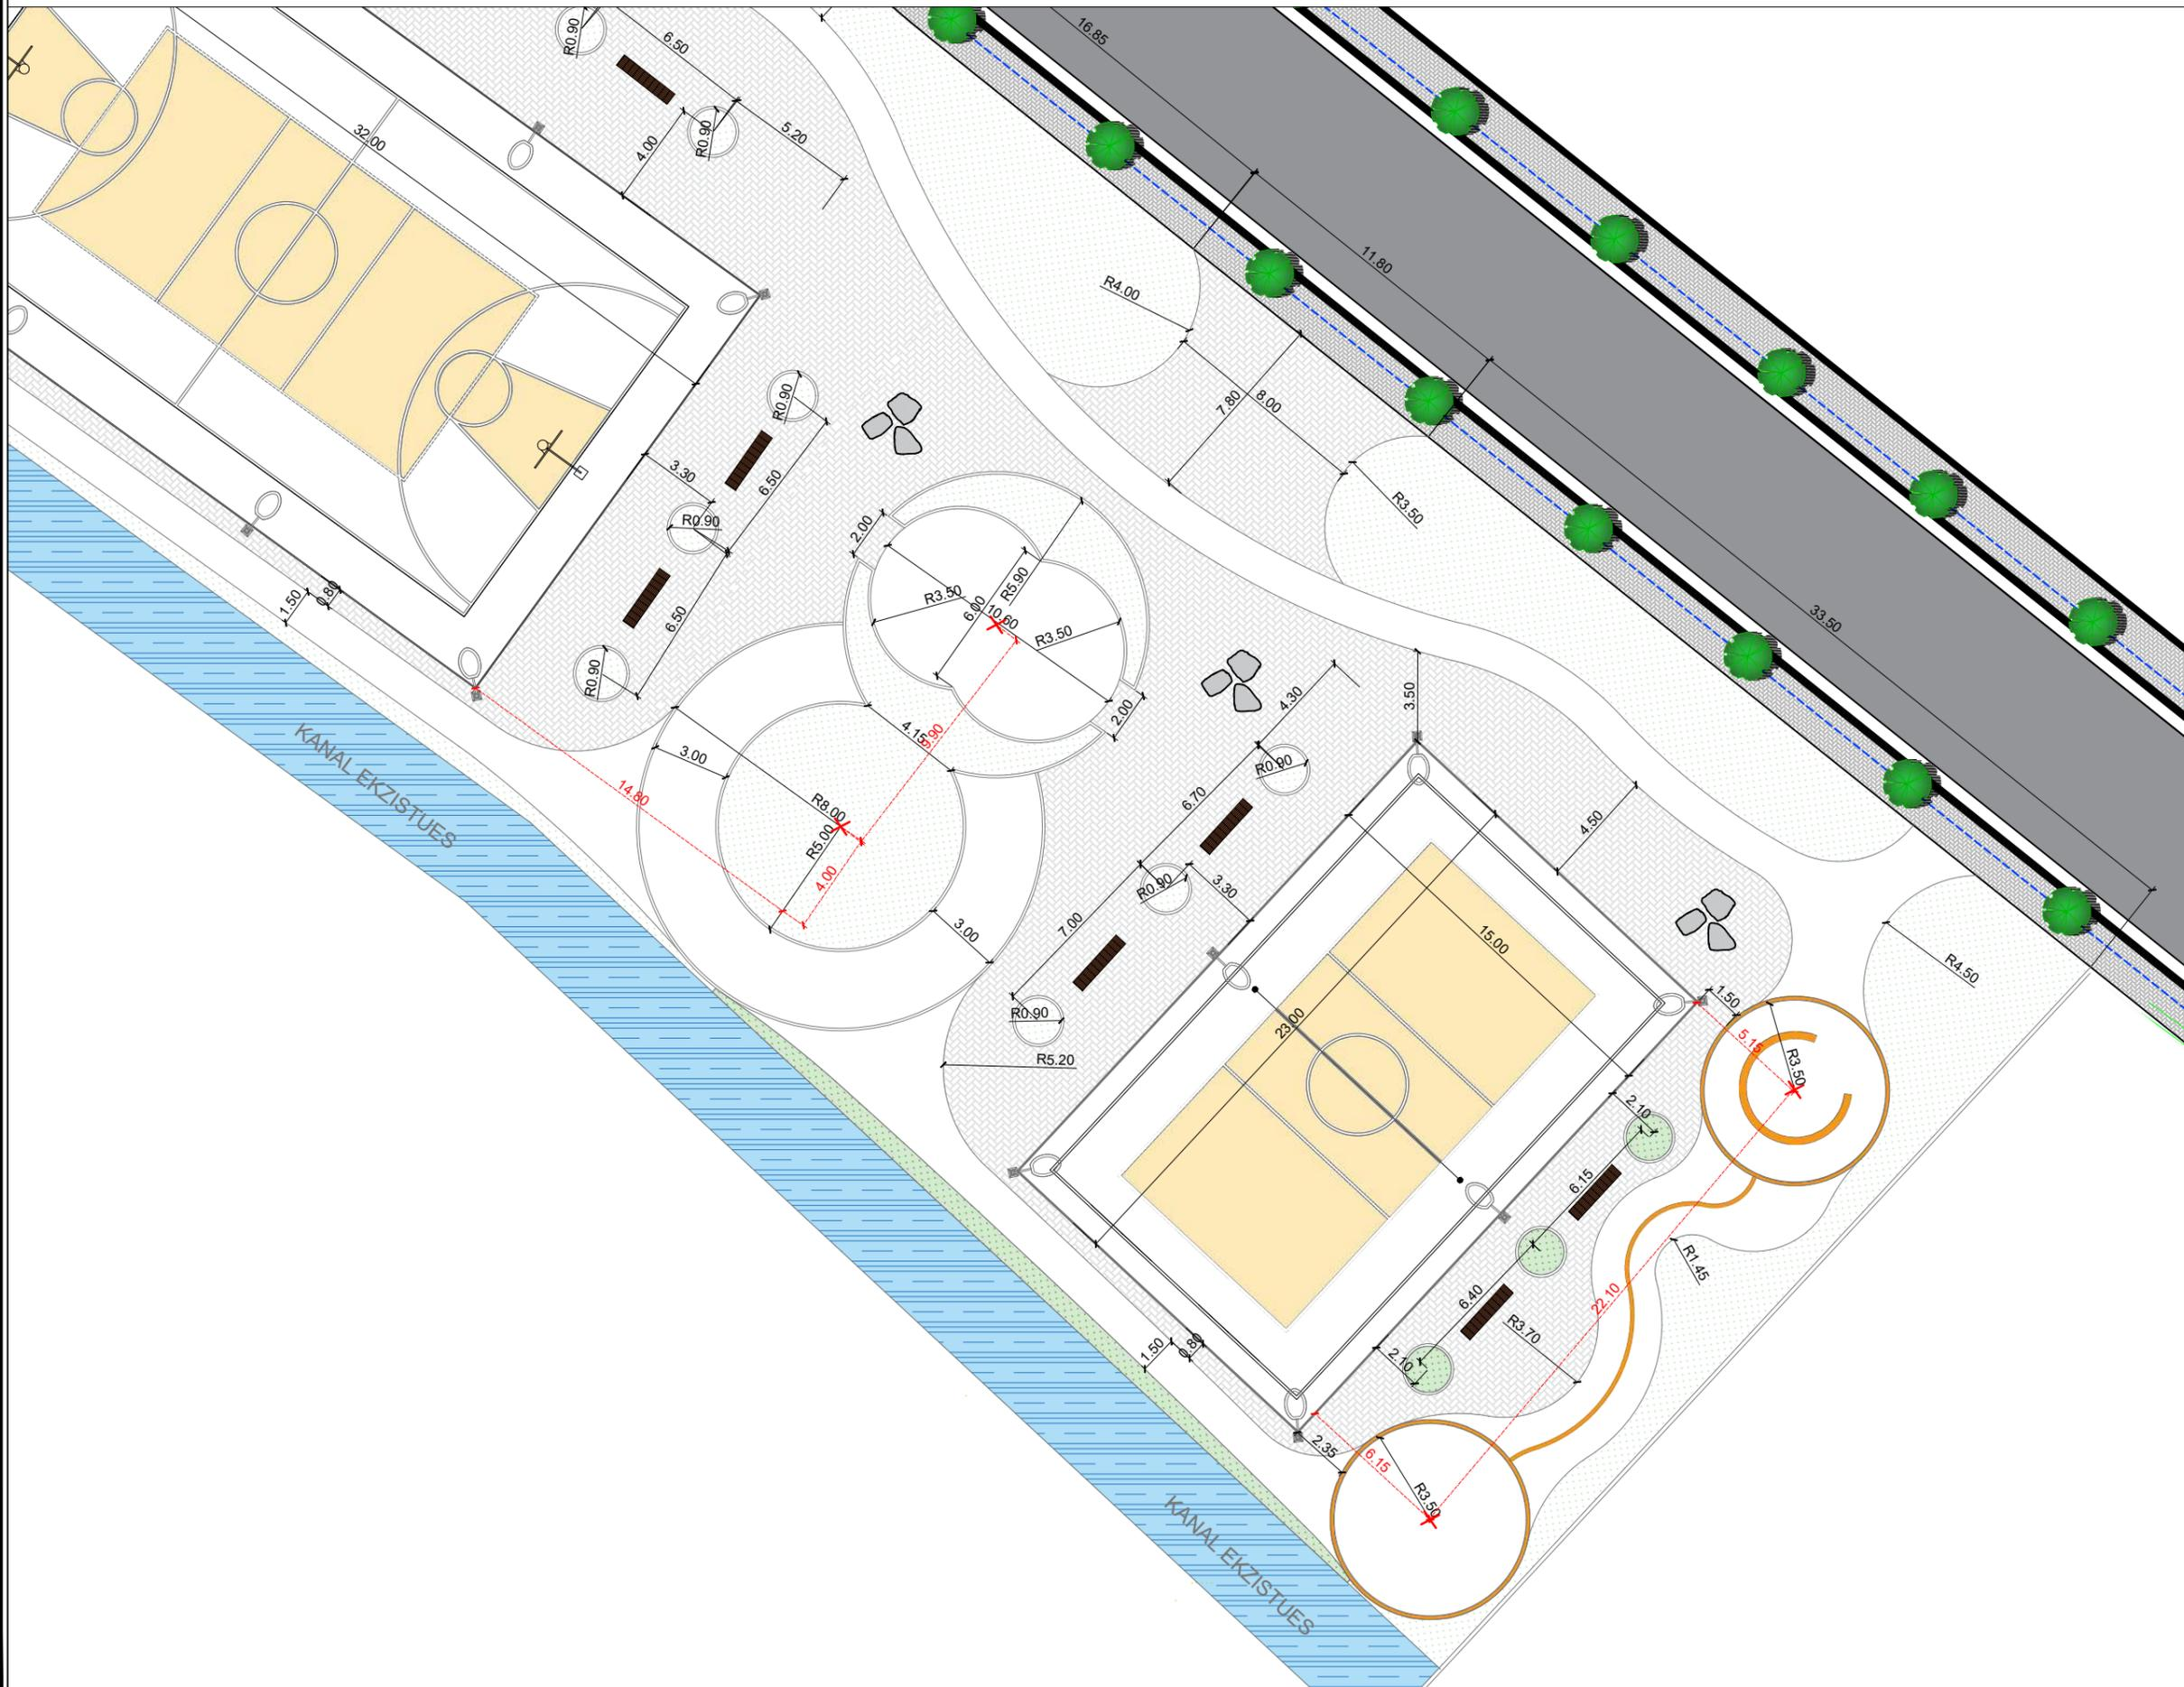 R0.90
6.50
16.85
32.00
4.00
R0.90
5.20
11.80
R4.00
7.80
8.00
R0.90
3.30
6.50
R0.90
R3.50
2.00
R5.90
R3.50
6.00
10.60
R3.50
1.50
0.80
6.50
R0.90
33.50
4.30
3.50
2.00
4.15
9.90
3.00
R8.00
14.80
R5.00
4.00
KANAL EKZISTUES
R0.90
6.70
4.50
R0.90
3.30
7.00
3.00
15.00
R4.50
1.50
R0.90
23.00
5.15
R3.50
R5.20
2.10
6.15
R1.45
22.10
6.40
R3.70
1.50
0.80
2.10
2.35
6.15
R3.50
KANAL EKZISTUES